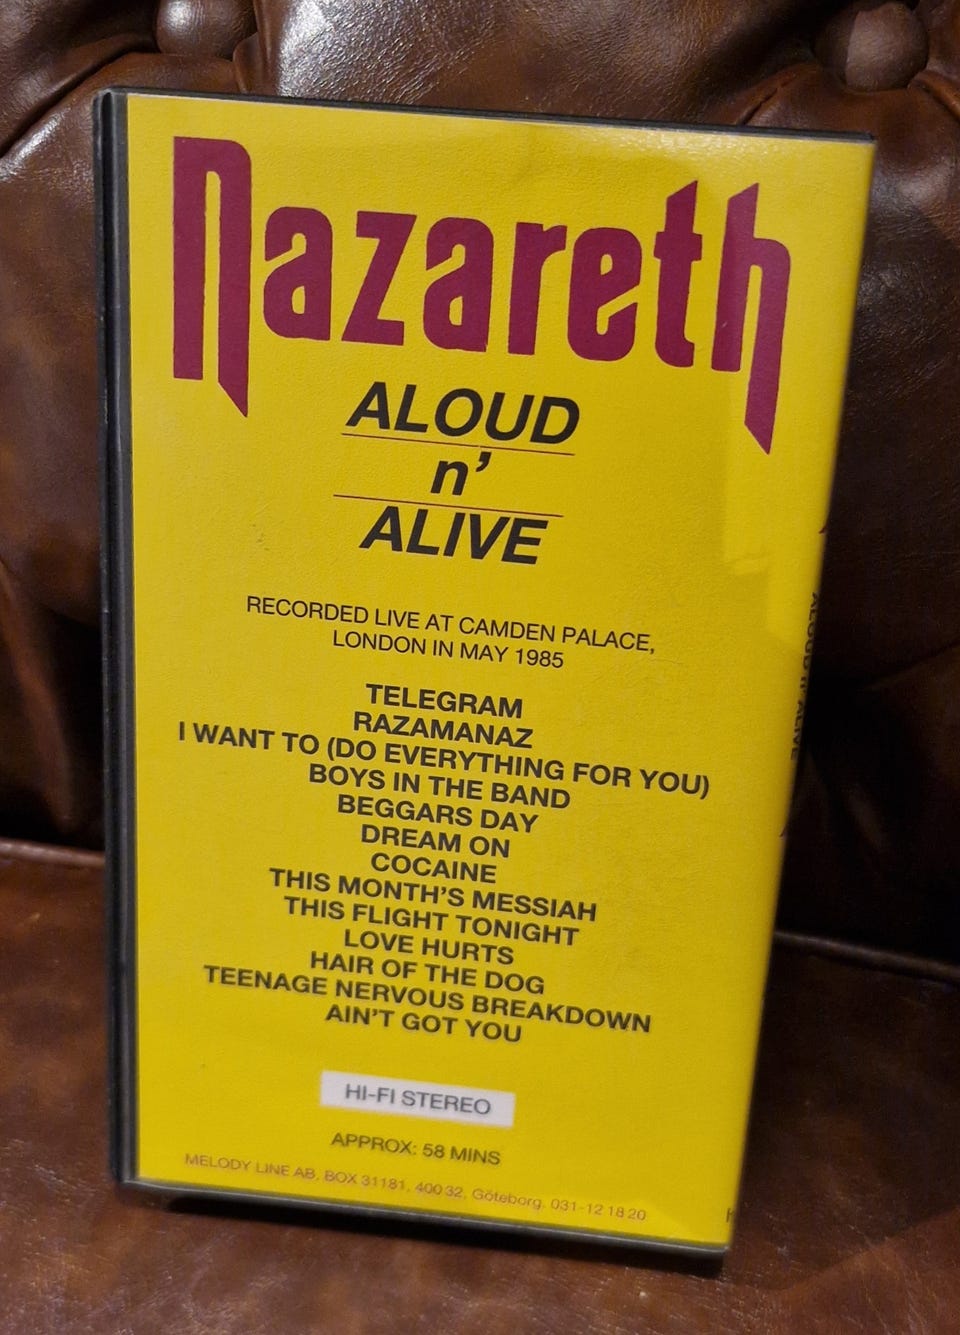 Nazareth
ALOUD
n'
ALIVE
RECORDED LIVE AT CAMDEN PALACE,
LONDON IN MAY 1985
TELEGRAM
RAZAMANAZ
I WANT TO (DO EVERYTHING FOR YOU)
BOYS IN THE BAND
BEGGARS DAY
DREAM ON
COCAINE
THIS MONTH'S MESSIAH
THIS FLIGHT TONIGHT
LOVE HURTS
HAIR OF THE DOG
TEENAGE NERVOUS BREAKDOWN
AIN'T GOT YOU
HI-FI STEREO
APPROX: 58 MINS
MELODY LINE AB, BOX 31181, 400 32, Göteborg. 031-12 18 20
ALOUD n' ALIVE